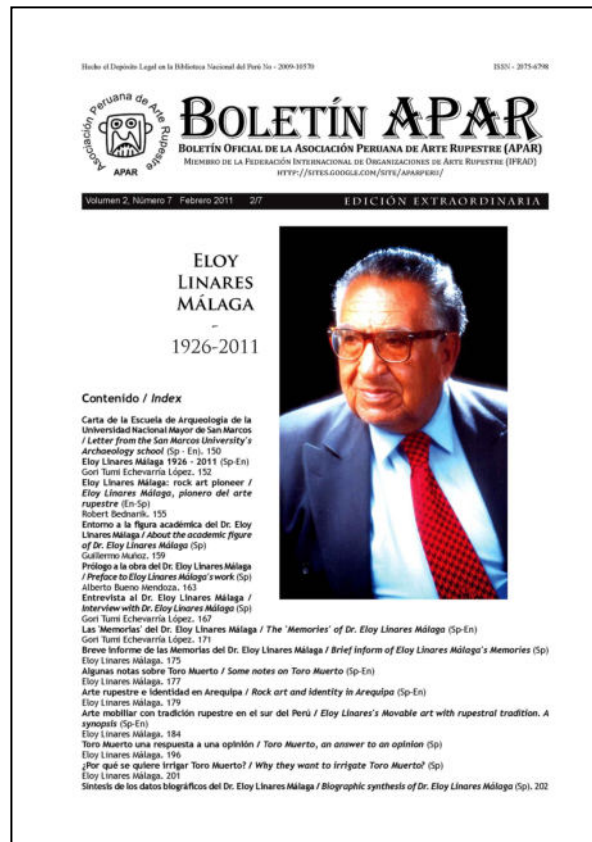 Hecho el Depósito Legal en la Biblioteca Nacional del Perú No - 2009-10570
ISSN - 2075-6798
Asociación Peruana de Arte Rupestre
APAR
BOLETÍN APAR
BOLETÍN OFICIAL DE LA ASOCIACIÓN PERUANA DE ARTE RUPESTRE (APAR)
MIEMBRO DE LA FEDERACIÓN INTERNACIONAL DE ORGANIZACIONES DE ARTE RUPESTRE (IFRAO)
HTTP://SITES.GOOGLE.COM/SITE/APARPERU/
Volumen 2, Número 7 Febrero 2011 2/7
EDICIÓN EXTRAORDINARIA
ELOY
LINARES
MÁLAGA
-
1926-2011
Contenido / Index
Carta de la Escuela de Arqueología de la
Universidad Nacional Mayor de San Marcos
/ Letter from the San Marcos University's
Archaeology school (Sp - En). 150
Eloy Linares Málaga 1926 - 2011 (Sp-En)
Gori Tumi Echevarría López. 152
Eloy Linares Málaga: rock art pioneer /
Eloy Linares Málaga, pionero del arte
rupestre (En-Sp)
Robert Bednarik. 155
Entorno a la figura académica del Dr. Eloy
Linares Málaga / About the academic figure
of Dr. Eloy Linares Málaga (Sp)
Guillermo Muñoz. 159
Prólogo a la obra del Dr. Eloy Linares Málaga
/ Preface to Eloy Linares Málaga's work (Sp)
Alberto Bueno Mendoza. 163
Entrevista al Dr. Eloy Linares Málaga /
Interview with Dr. Eloy Linares Málaga (Sp)
Gori Tumi Echevarría López. 167
Las 'Memorias' del Dr. Eloy Linares Málaga / The 'Memories' of Dr. Eloy Linares Málaga (Sp-En)
Gori Tumi Echevarría López. 171
Breve informe de las Memorias del Dr. Eloy Linares Málaga / Brief inform of Eloy Linares Málaga's Memories (Sp)
Eloy Linares Málaga. 175
Algunas notas sobre Toro Muerto / Some notes on Toro Muerto (Sp-En)
Eloy Linares Málaga. 177
Arte rupestre e identidad en Arequipa / Rock art and identity in Arequipa (Sp-En)
Eloy Linares Málaga. 179
Arte mobiliar con tradición rupestre en el sur del Perú / Eloy Linares's Movable art with rupestral tradition. A
synopsis (Sp-En)
Eloy Linares Málaga. 184
Toro Muerto una respuesta a una opinión / Toro Muerto, an answer to an opinion (Sp)
Eloy Linares Málaga. 196
¿Por qué se quiere irrigar Toro Muerto? / Why they want to irrigate Toro Muerto? (Sp)
Eloy Linares Málaga. 201
Síntesis de los datos biográficos del Dr. Eloy Linares Málaga / Biographic synthesis of Dr. Eloy Linares Málaga (Sp). 202